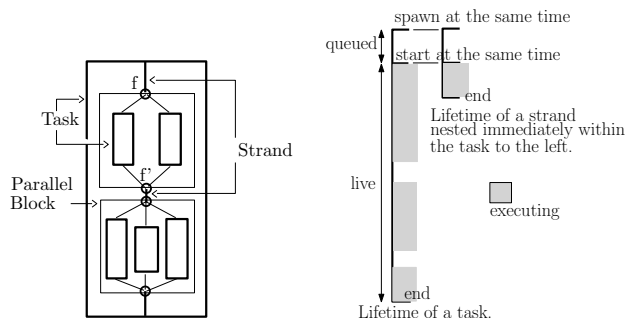 f
Task
f'
Strand
Parallel
Block
spawn at the same time
queued
start at the same time
end
Lifetime of a strand
nested immediately within
the task to the left.
live
executing
end
Lifetime of a task.